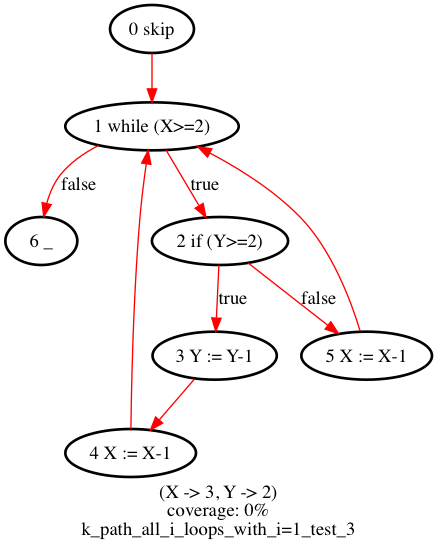 0 skip
1 while (X>=2)
false
true
6 _
2 if (Y>=2)
true
false
3 Y := Y-1
5 X := X-1
4 X := X-1
(X -> 3, Y -> 2)
coverage: 0%
k_path_all_i_loops_with_i=1_test_3